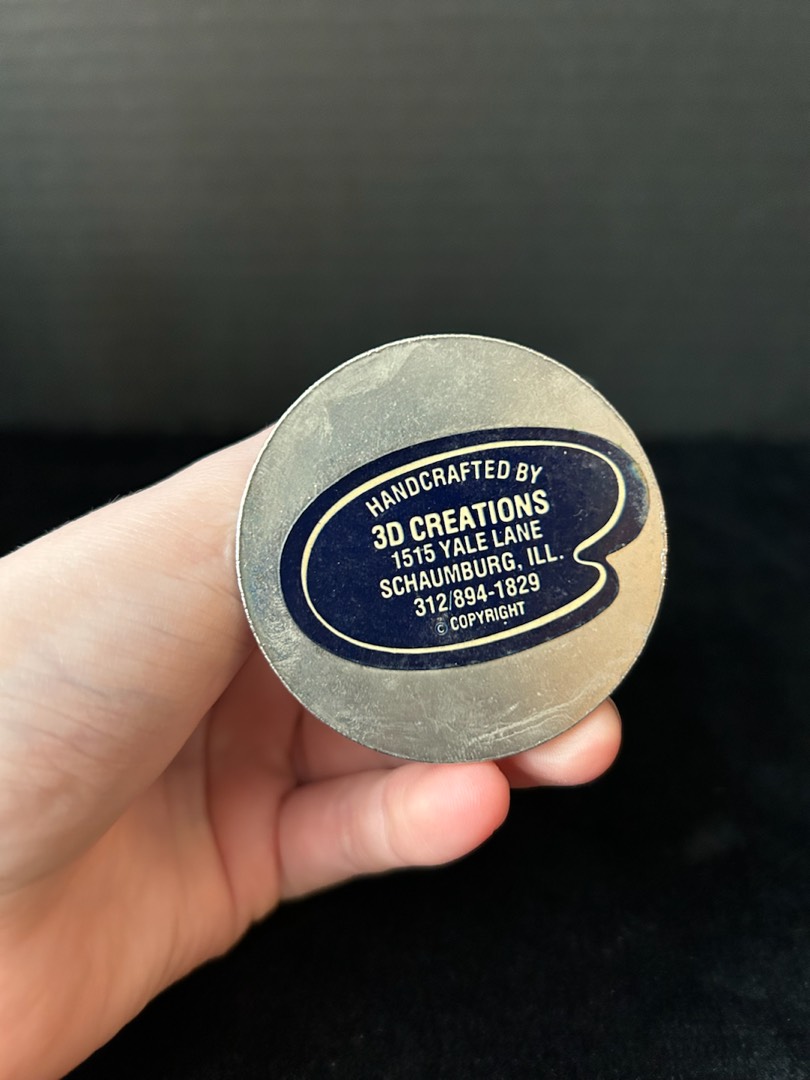 HANDCRAFTED BY
3D CREATIONS
1515 YALE LANE
SCHAUMBURG, ILL.
312/894-1829
© COPYRIGHT